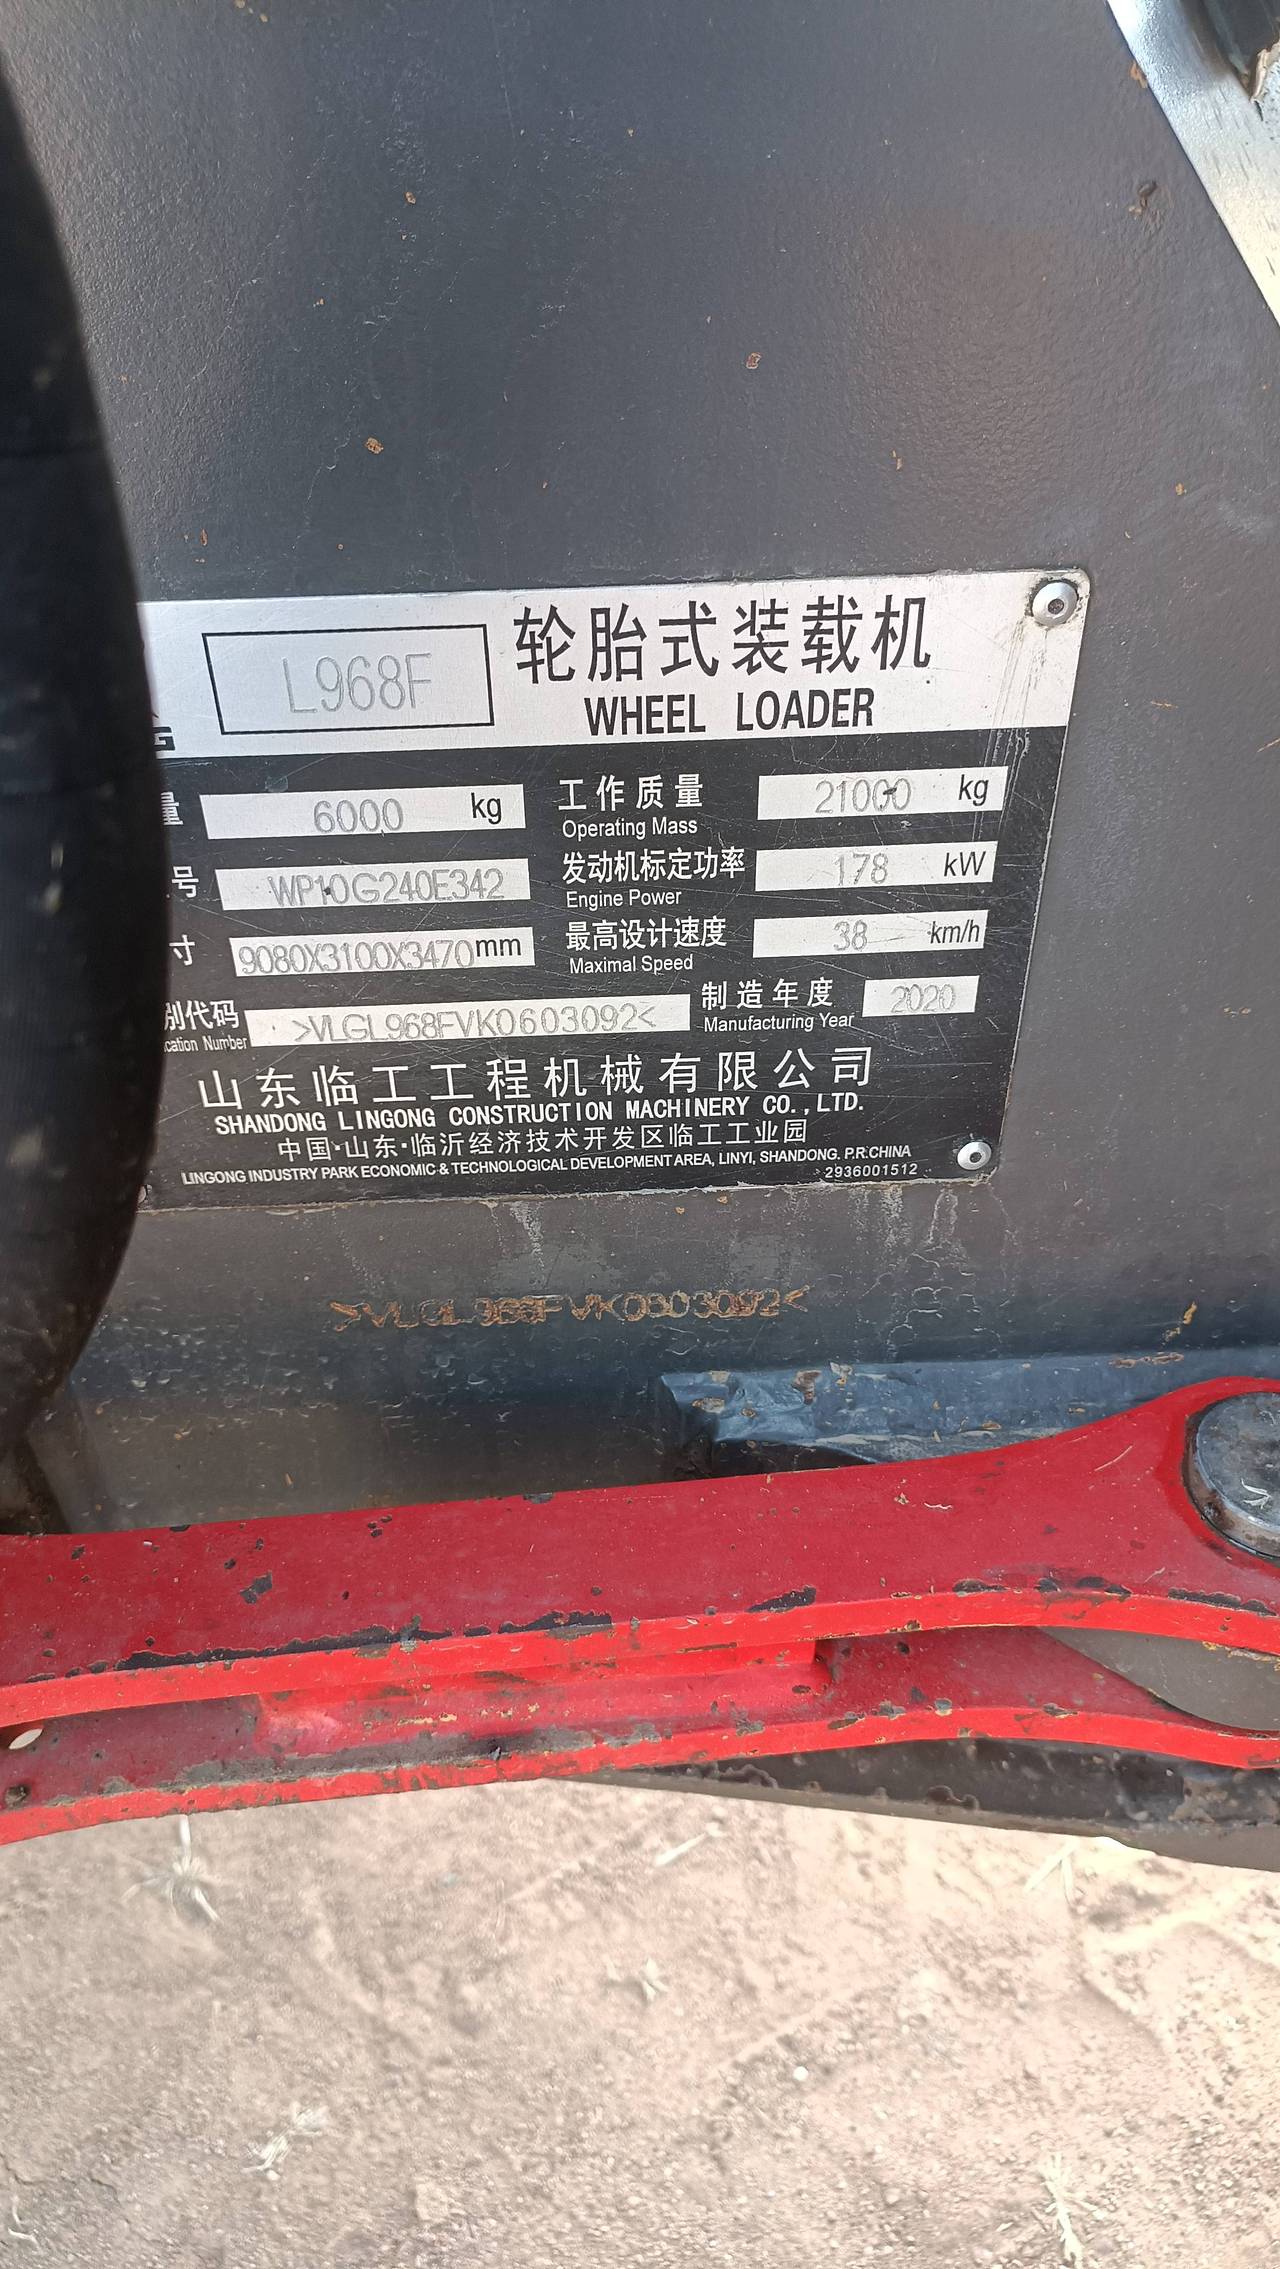 L968F
轮胎式装载机
WHEEL LOADER
G
量 6000 kg
工作质量 21000 kg
Operating Mass
号 WP10G240E342
发动机标定功率 178 kW
Engine Power
寸 9080X3100X3470mm
最高设计速度 38 km/h
Maximal Speed
别代码 >VLGL968FVK0603092<
cation Number
制造年度 2020
Manufacturing Year
山东临工工程机械有限公司
SHANDONG LINGONG CONSTRUCTION MACHINERY CO.,LTD.
中国·山东·临沂经济技术开发区临工工业园
LINGONG INDUSTRY PARK ECONOMIC & TECHNOLOGICAL DEVELOPMENT AREA, LINYI, SHANDONG. P.R.CHINA
2936001512
>VLGL968FVK0603092<